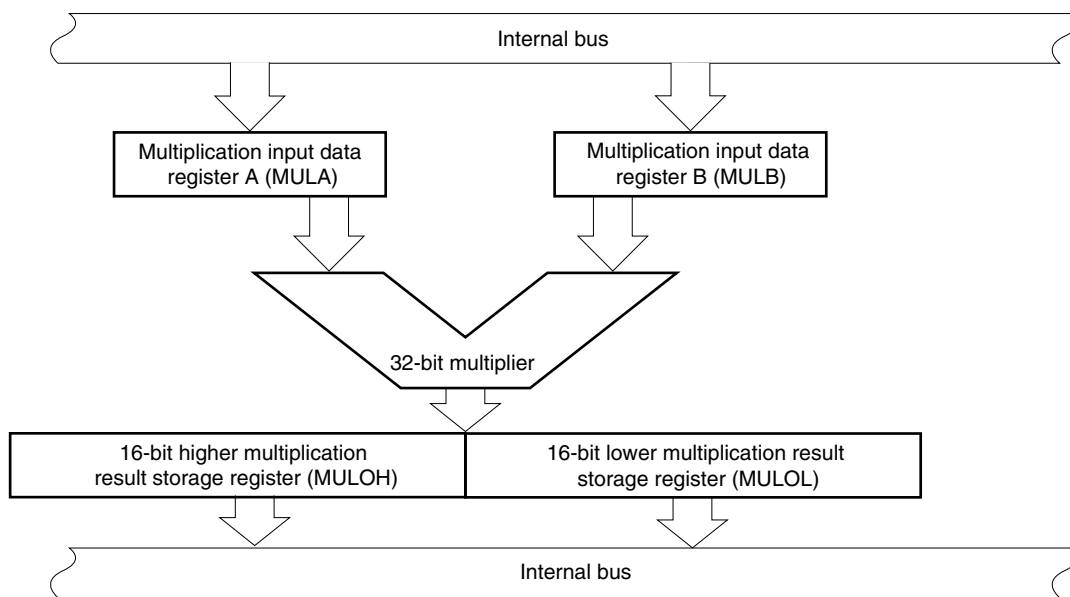 Internal bus
Multiplication input data
register A (MULA)
Multiplication input data
register B (MULB)
32-bit multiplier
16-bit higher multiplication
result storage register (MULOH)
16-bit lower multiplication result
storage register (MULOL)
Internal bus